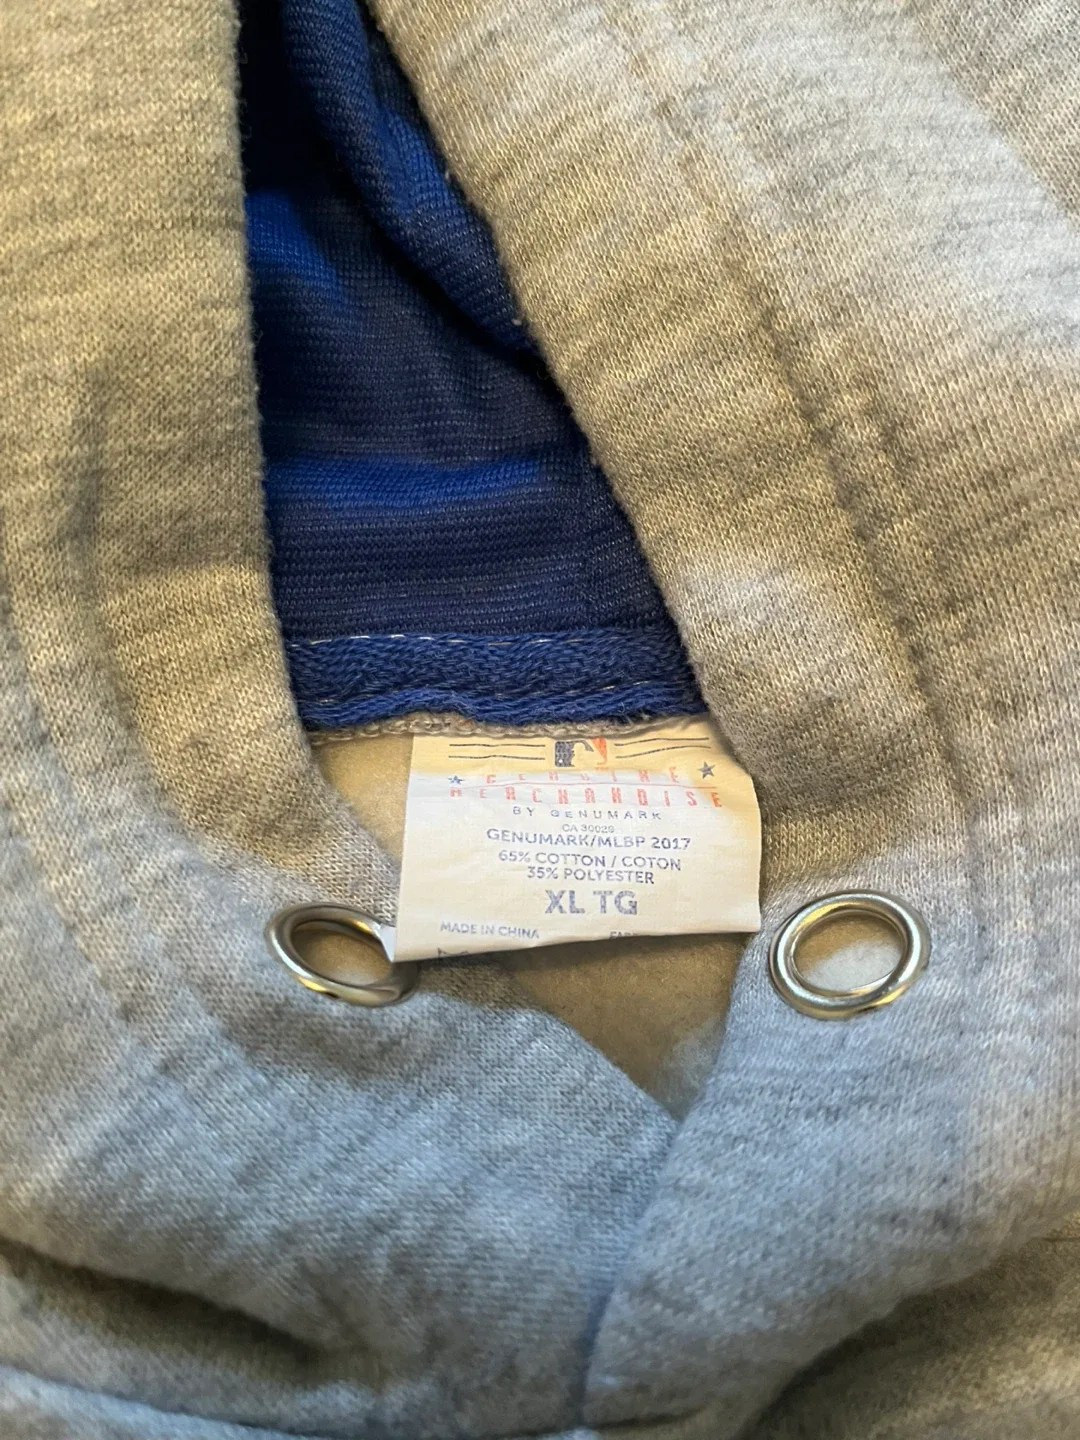 GENUINE
MERCHANDISE
BY GENUMARK
CA 30029
GENUMARK/MLBP 2017
65% COTTON / COTON
35% POLYESTER
XL TG
MADE IN CHINA